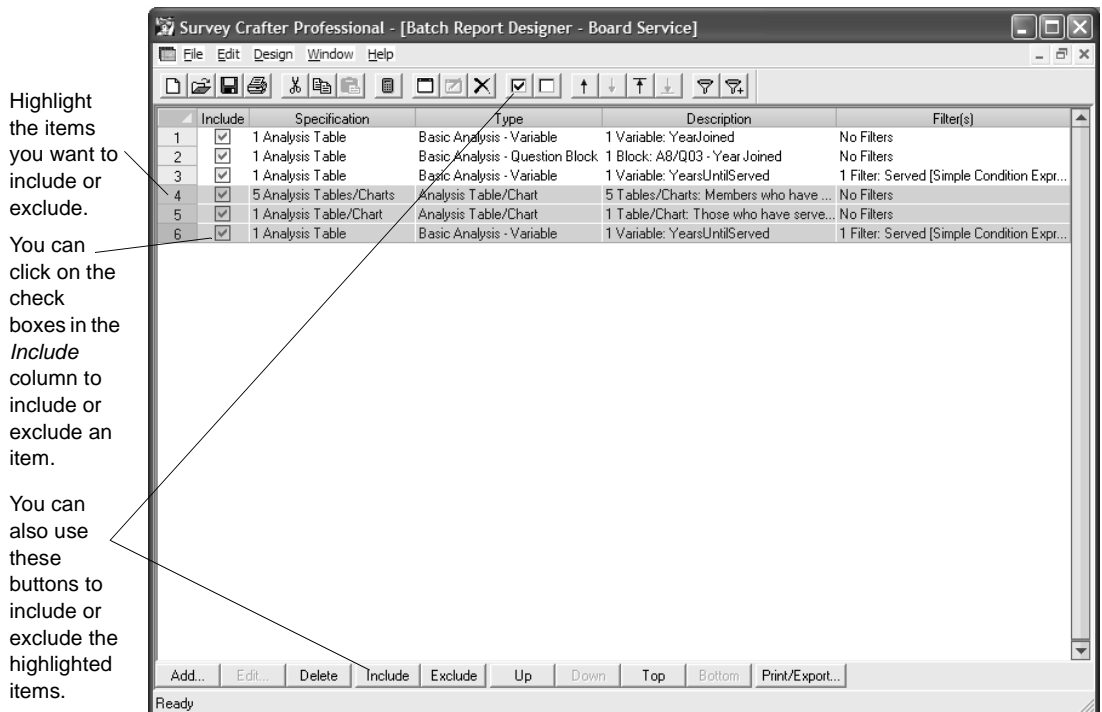 Survey Crafter Professional - [Batch Report Designer - Board Service]
File Edit Design Window Help
Include Specification Type Description Filter(s)
1 1 Analysis Table Basic Analysis - Variable 1 Variable: YearJoined No Filters
2 1 Analysis Table Basic Analysis - Question Block 1 Block: A8/Q03 - Year Joined No Filters
3 1 Analysis Table Basic Analysis - Variable 1 Variable: YearsUntilServed 1 Filter: Served [Simple Condition Expr...
4 5 Analysis Tables/Charts Analysis Table/Chart 5 Tables/Charts: Members who have ... No Filters
5 1 Analysis Table/Chart Analysis Table/Chart 1 Table/Chart: Those who have serve... No Filters
6 1 Analysis Table Basic Analysis - Variable 1 Variable: YearsUntilServed 1 Filter: Served [Simple Condition Expr...
Add... Edit... Delete Include Exclude Up Down Top Bottom Print/Export...
Ready
Highlight
the items
you want to
include or
exclude.
You can
click on the
check
boxes in the
Include
column to
include or
exclude an
item.
You can
also use
these
buttons to
include or
exclude the
highlighted
items.